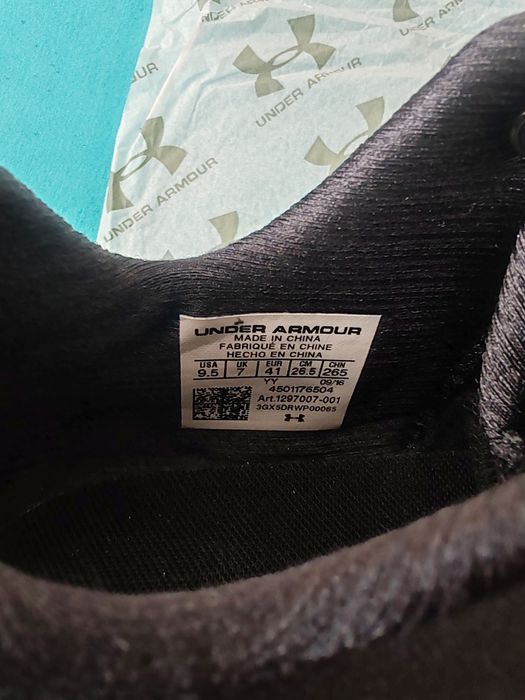 UNDER ARMOUR
UNDER ARMOUR
UNDER ARMOUR
UNDER ARMOUR
MADE IN CHINA
FABRIQUÉ EN CHINE
HECHO EN CHINA
USA UK EUR CM CHN
9.5 7 41 26.5 265
YY 09/16
4501176504
Art.1297007-001
3GX5DRWP00065